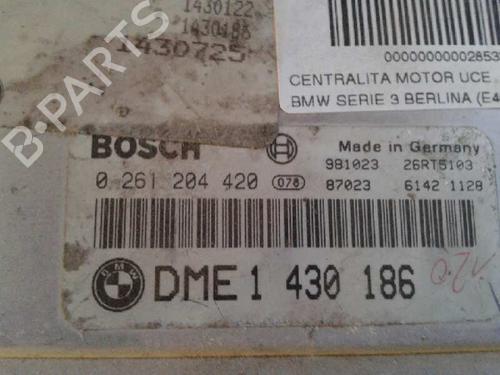 1430122
1430186
1430725
0000000000002853
CENTRALITA MOTOR UCE
BMW SERIE 3 BERLINA (E4
B-PARTS
BOSCH
Made in Germany
981023 26RT5103
0 261 204 420 078 87023 6142 1128
BMW
DME 1 430 186